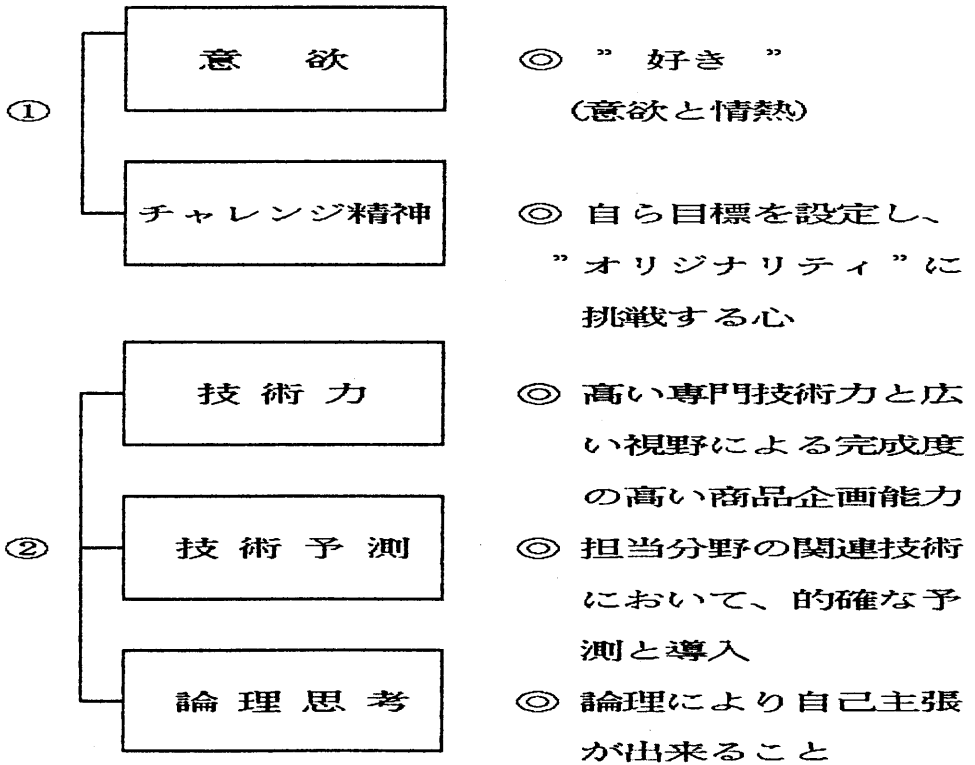 ①
意欲
◎ ” 好き ”
(意欲と情熱)
チャレンジ精神
◎ 自ら目標を設定し、
”オリジナリティ”に
挑戦する心
②
技術力
◎ 高い専門技術力と広
い視野による完成度
の高い商品企画能力
技術予測
◎ 担当分野の関連技術
において、的確な予
測と導入
論理思考
◎ 論理により自己主張
が出来ること